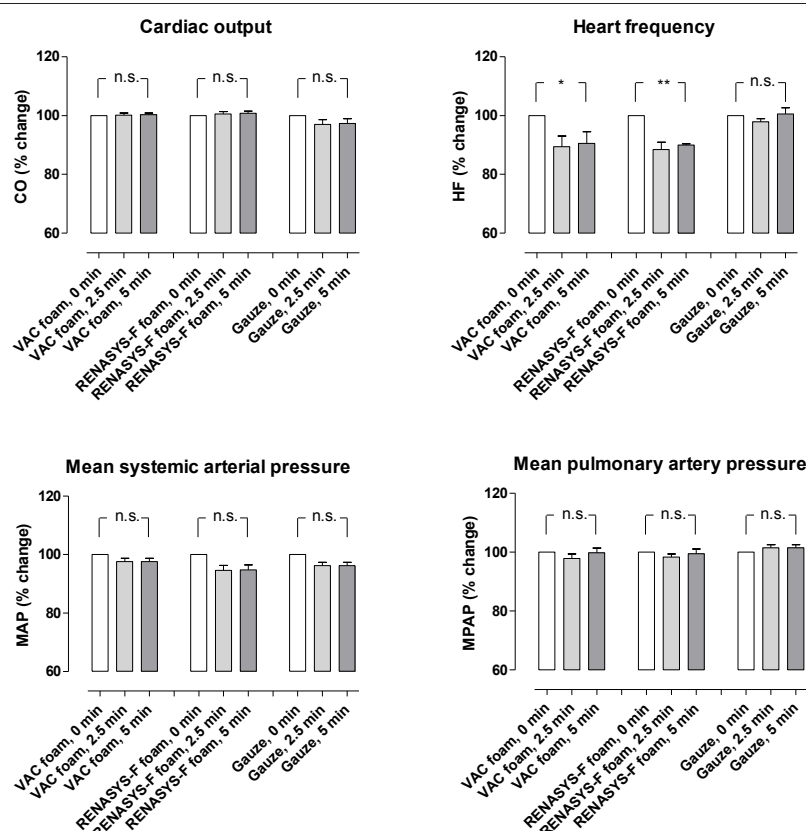 Cardiac output
120
100
80
60
CO (% change)
n.s.
n.s.
n.s.
VAC foam, 0 min
VAC foam, 2.5 min
VAC foam, 5 min
RENASYS-F foam, 0 min
RENASYS-F foam, 2.5 min
RENASYS-F foam, 5 min
Gauze, 0 min
Gauze, 2.5 min
Gauze, 5 min
Heart frequency
120
100
80
60
HF (% change)
*
**
n.s.
VAC foam, 0 min
VAC foam, 2.5 min
VAC foam, 5 min
RENASYS-F foam, 0 min
RENASYS-F foam, 2.5 min
RENASYS-F foam, 5 min
Gauze, 0 min
Gauze, 2.5 min
Gauze, 5 min
Mean systemic arterial pressure
120
100
80
60
MAP (% change)
n.s.
n.s.
n.s.
VAC foam, 0 min
VAC foam, 2.5 min
VAC foam, 5 min
RENASYS-F foam, 0 min
RENASYS-F foam, 2.5 min
RENASYS-F foam, 5 min
Gauze, 0 min
Gauze, 2.5 min
Gauze, 5 min
Mean pulmonary artery pressure
120
100
80
60
MPAP (% change)
n.s.
n.s.
n.s.
VAC foam, 0 min
VAC foam, 2.5 min
VAC foam, 5 min
RENASYS-F foam, 0 min
RENASYS-F foam, 2.5 min
RENASYS-F foam, 5 min
Gauze, 0 min
Gauze, 2.5 min
Gauze, 5 min